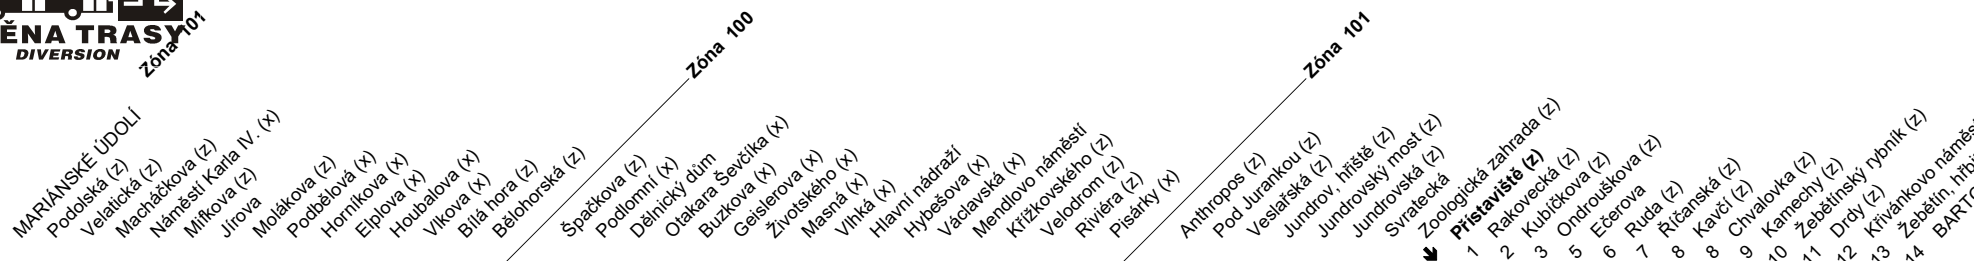 ĚNA TRASY
DIVERSION
Zóna 101
MARIÁNSKÉ ÚDOLÍ
Podolská (z)
Velatická (z)
Macháčkova (z)
Náměstí Karla IV. (x)
Mifkova (z)
Jírova
Molákova (z)
Podbělová (x)
Horníkova (x)
Elplova (x)
Houbalova (x)
Vlkova (x)
Bílá hora (z)
Bělohorská (z)
Zóna 100
Špačkova (z)
Podlomní (x)
Dělnický dům
Otakara Ševčíka (x)
Buzkova (x)
Geislerova (x)
Životského (x)
Masná (x)
Vlhká (x)
Hlavní nádraží
Hybešova (x)
Václavská (x)
Mendlovo náměstí
Křížkovského (z)
Velodrom (z)
Riviéra (z)
Pisárky (x)
Zóna 101
Anthropos (z)
Pod Jurankou (z)
Veslařská (z)
Jundrov, hřiště (z)
Jundrovský most (z)
Jundrovská (z)
Svratecká
Zoologická zahrada (z)
Přístaviště (z)
1 Rakovecká (z)
2 Kubíčkova (z)
3 Ondrouškova (z)
5 Ečerova
6 Ruda (z)
7 Říčanská (z)
8 Kavčí (z)
8 Chvalovka (z)
9 Kamechy (z)
10 Žebětínský rybník (z)
11 Drdy (z)
12 Křivánkovo náměs
13 Žebětín, hřbi
14 BARTO